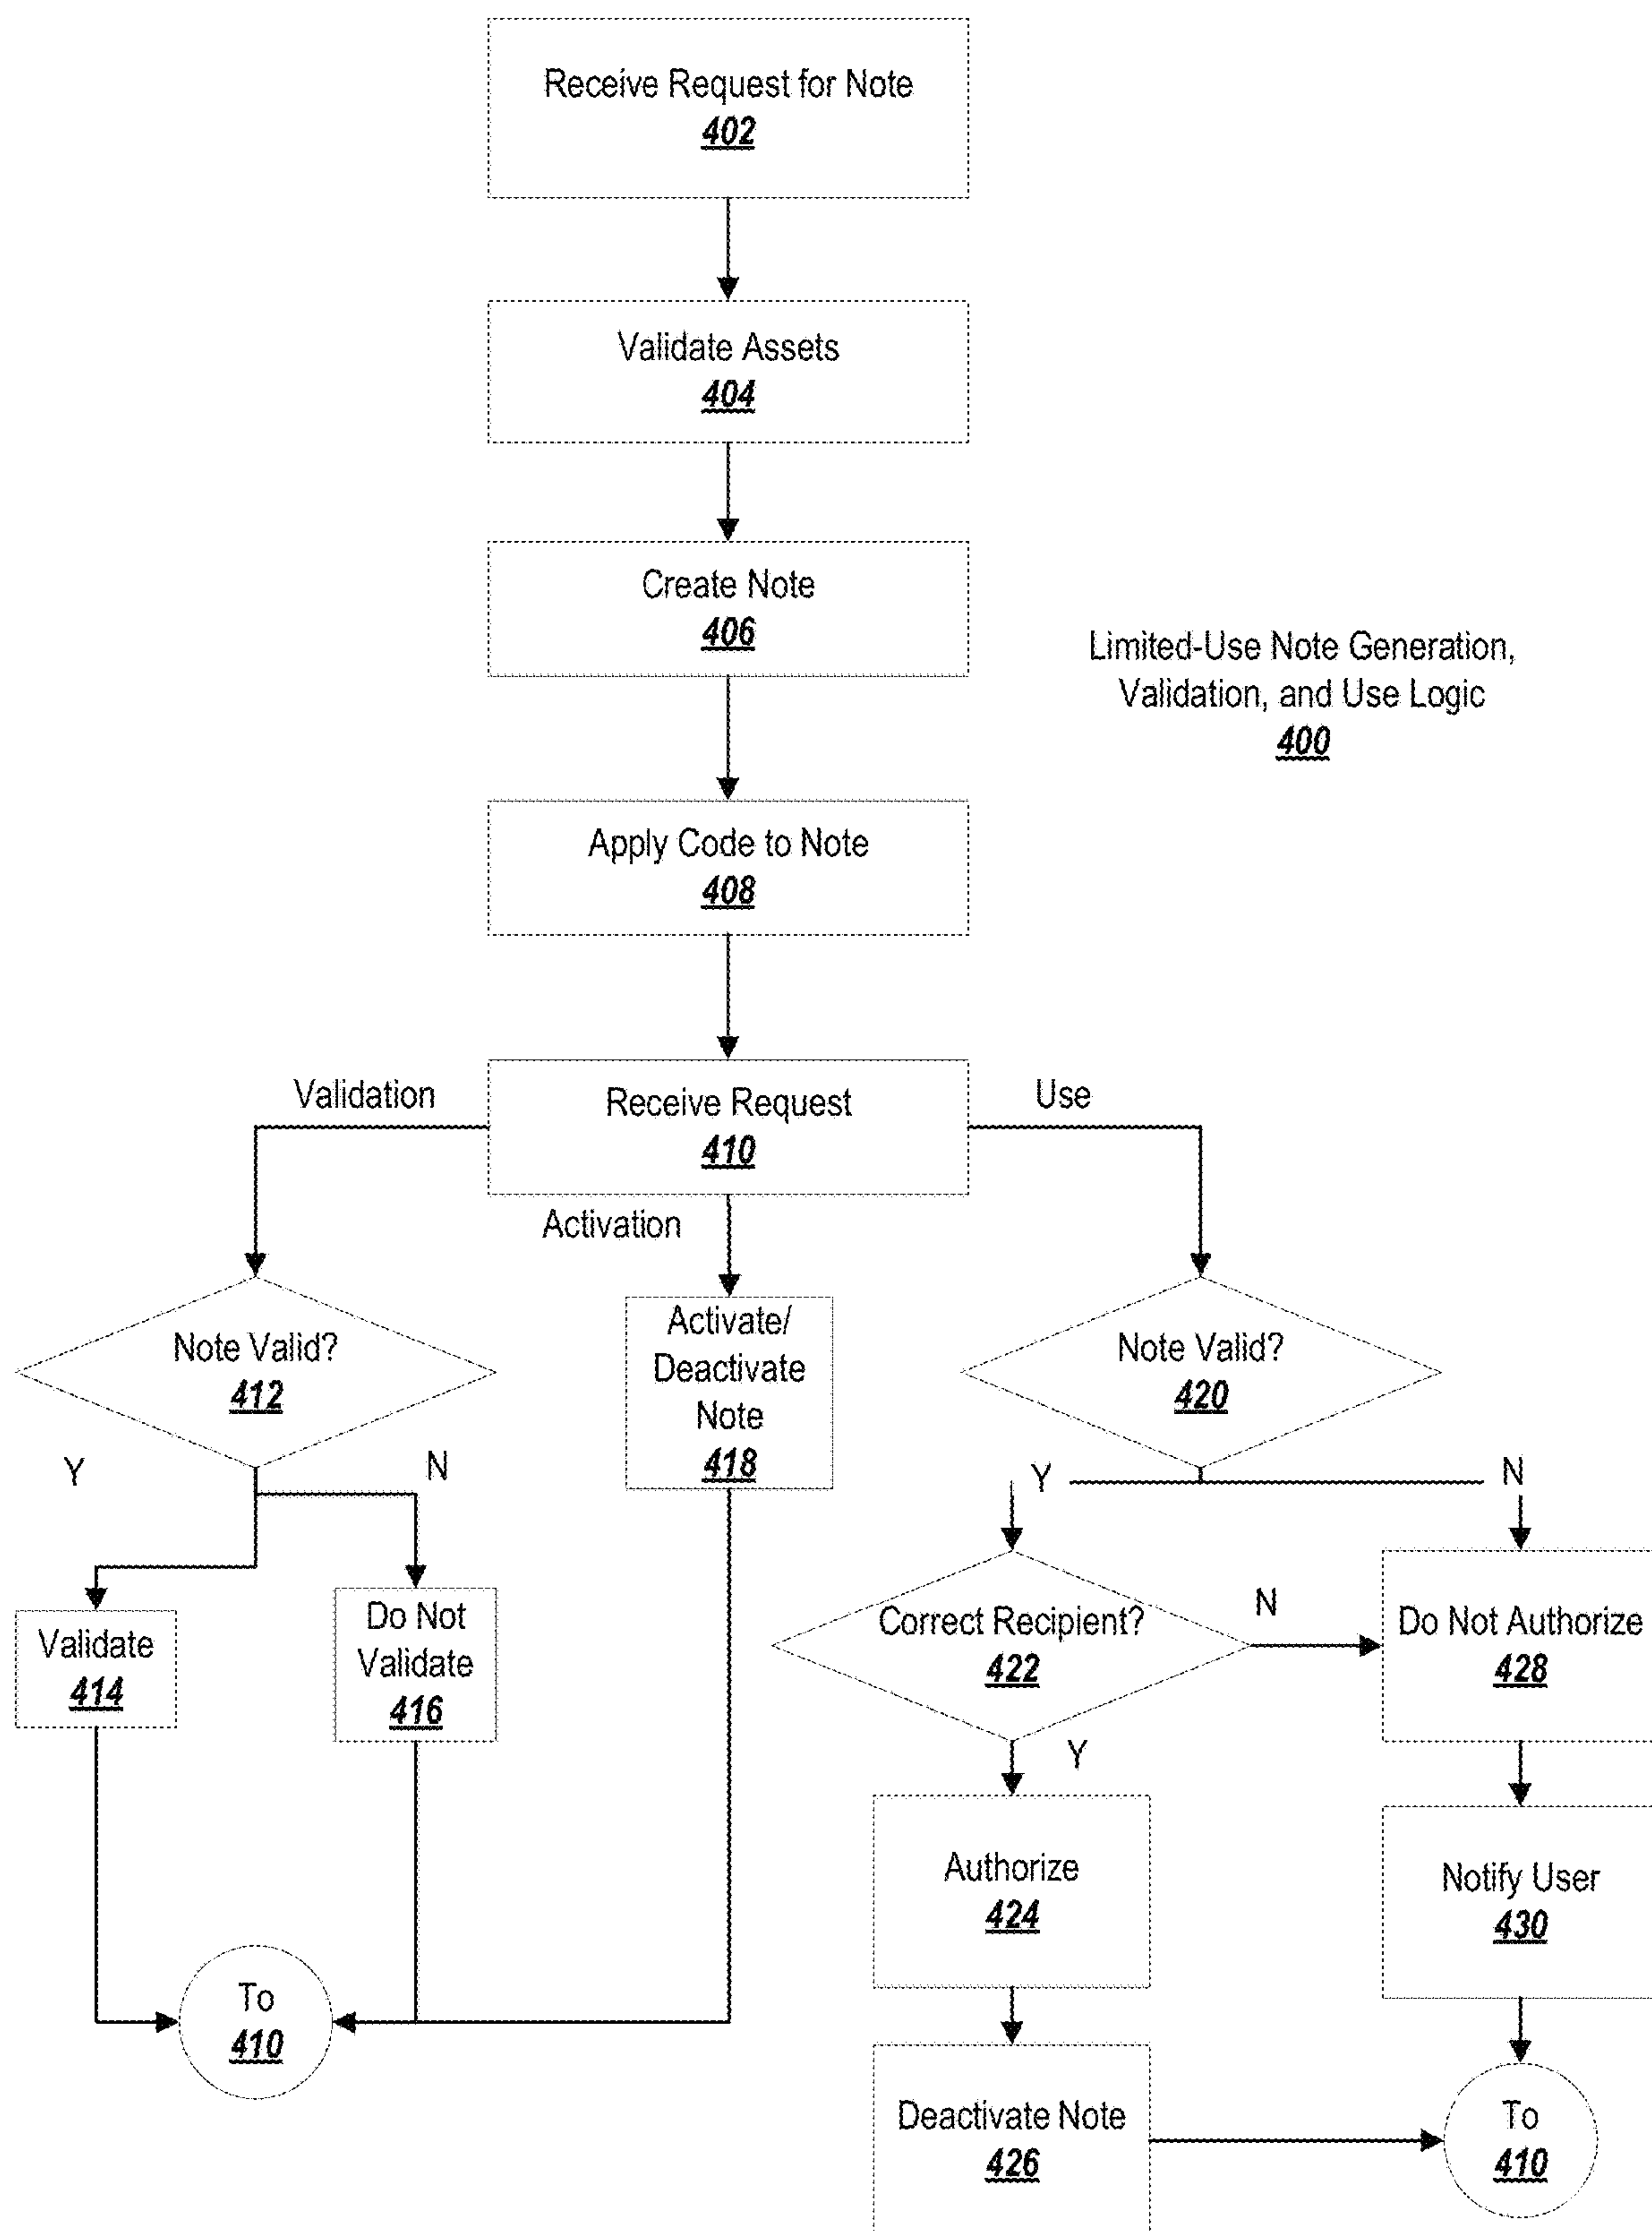 Receive Request for Note
402
Validate Assets
404
Create Note
406
Limited-Use Note Generation,
Validation, and Use Logic
400
Apply Code to Note
408
Validation
Receive Request
410
Use
Activation
Note Valid?
412
Activate/
Deactivate
Note
418
Note Valid?
420
Y
N
Y
N
Validate
414
Do Not
Validate
416
Correct Recipient?
422
N
Do Not Authorize
428
Y
Authorize
424
Notify User
430
To
410
Deactivate Note
426
To
410